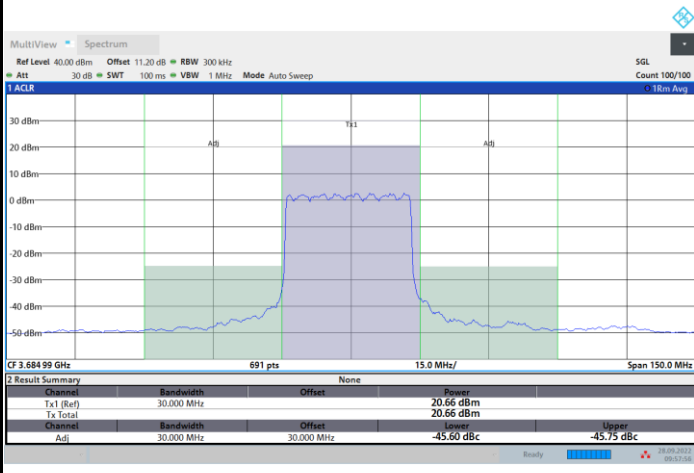 MultiView Spectrum
Ref Level 40.00 dBm Offset 11.20 dB RBW 300 kHz SGL
Att 30 dB SWT 100 ms VBW 1 MHz Mode Auto Sweep Count 100/100
1 ACLR 1Rm Avg
30 dBm
Tx1
20 dBm Adj Adj
10 dBm
0 dBm
-10 dBm
-20 dBm
-30 dBm
-40 dBm
-50 dBm
CF 3.684 99 GHz 691 pts 15.0 MHz/ Span 150.0 MHz
2 Result Summary None
Channel Bandwidth Offset Power
Tx1 (Ref) 30.000 MHz 20.66 dBm
Tx Total 20.66 dBm
Channel Bandwidth Offset Lower Upper
Adj 30.000 MHz 30.000 MHz -45.60 dBc -45.75 dBc
Ready 28.09.2022
09:57:58